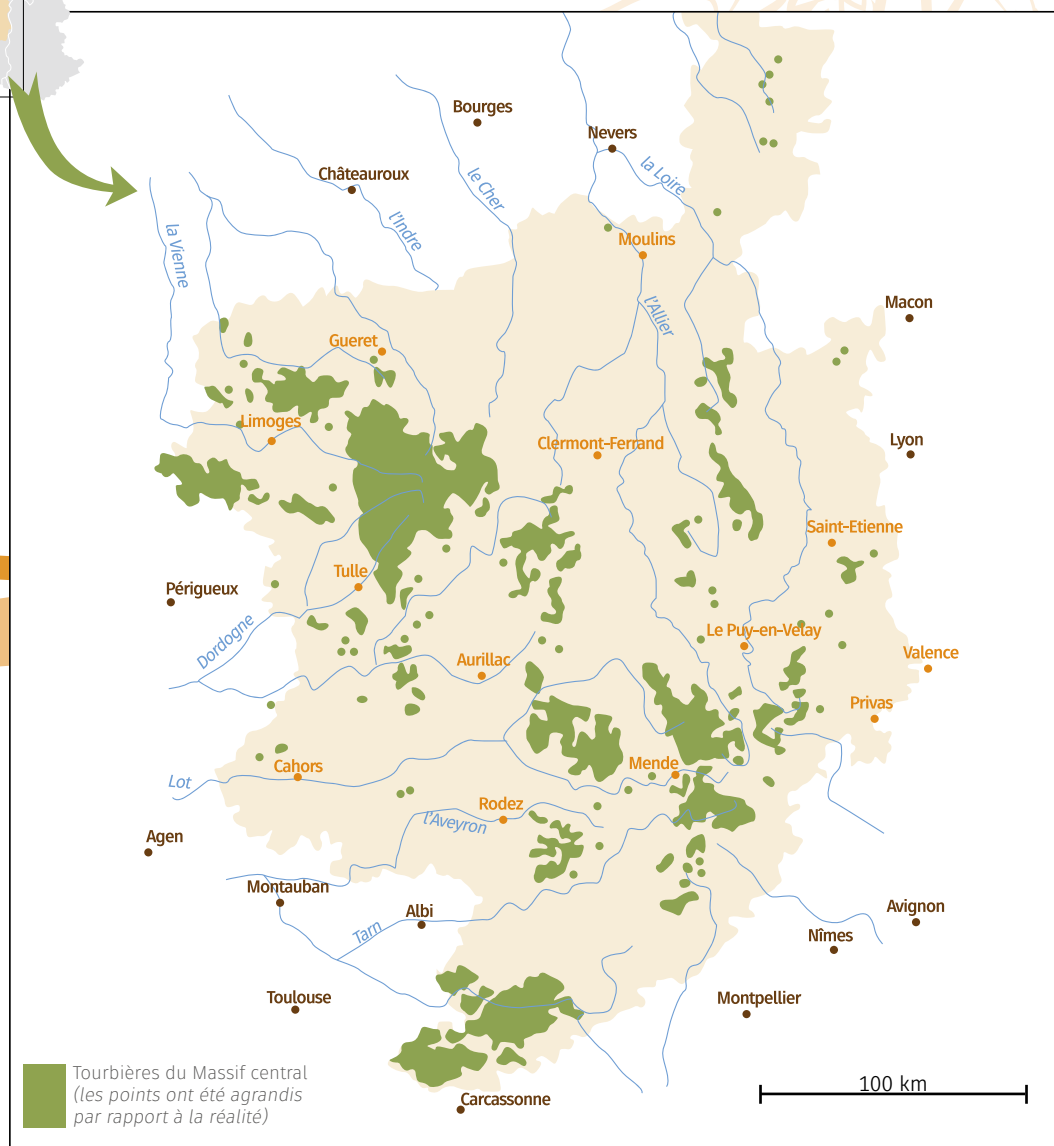 Bourges
Nevers
la Loire
Châteauroux
le Cher
l'Indre
la Vienne
Moulins
l'Allier
Macon
Gueret
Limoges
Clermont-Ferrand
Lyon
Saint-Etienne
Tulle
Périgueux
Dordogne
Le Puy-en-Velay
Aurillac
Valence
Privas
Mende
Cahors
Lot
Rodez
l'Aveyron
Agen
Montauban
Albi
Tarn
Avignon
Nîmes
Toulouse
Montpellier
Carcassonne
100 km
Tourbières du Massif central
(les points ont été agrandis
par rapport à la réalité)